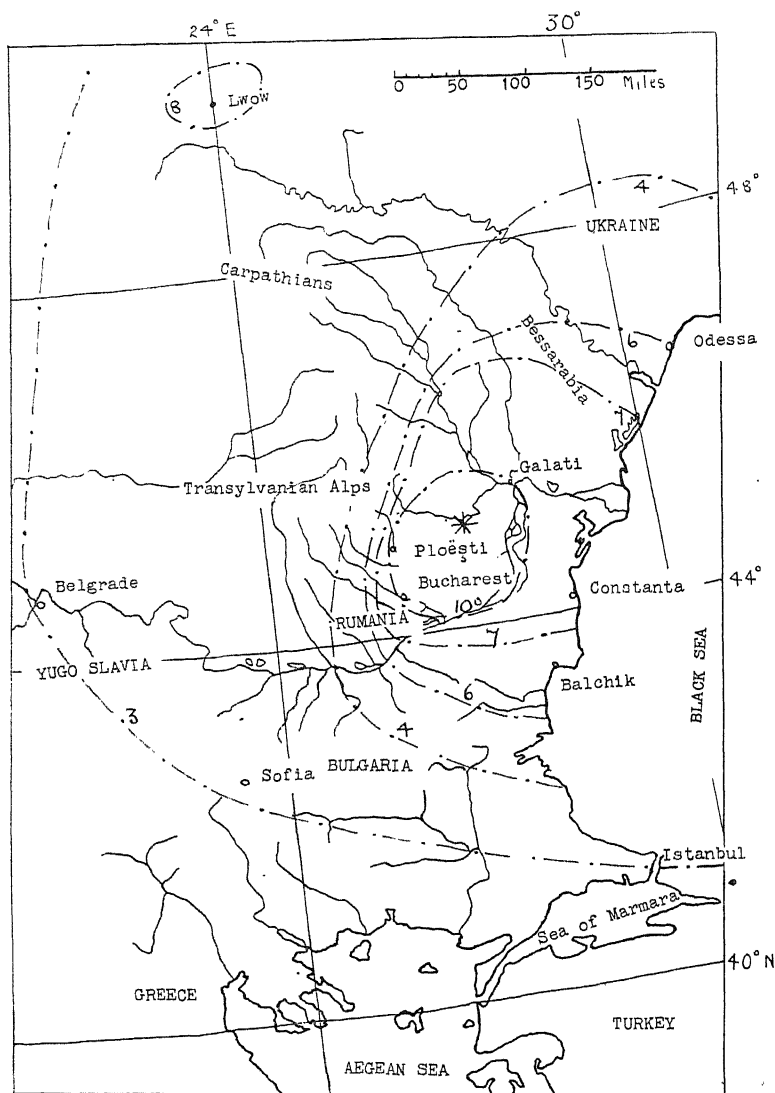 24° E
30°
8
Lwow
0 50 100 150 Miles
4
48°
UKRAINE
Carpathians
6
Odessa
Bessarabia
7
Galati
Transylvanian Alps
Ploëşti
Bucharest
44°
Belgrade
Constanta
10
RUMANIA
7
YUGO SLAVIA
Balchik
BLACK SEA
6
3
4
Sofia
BULGARIA
Istanbul
Sea of Marmara
40° N
GREECE
TURKEY
AEGEAN SEA